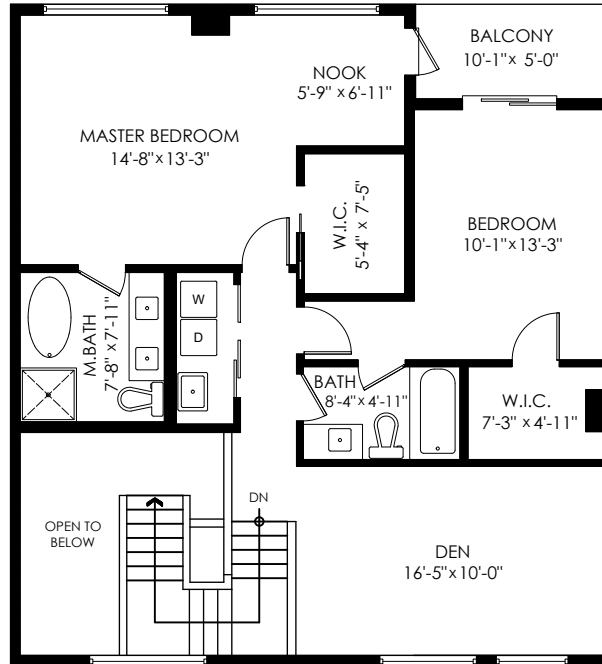 BALCONY
10'-1" x 5'-0"
NOOK
5'-9" x 6'-11"
MASTER BEDROOM
14'-8" x 13'-3"
W.I.C.
5'-4" x 7'-5"
BEDROOM
10'-1" x 13'-3"
W
D
M.BATH
7'-8" x 7'-11"
BATH
8'-4" x 4'-11"
W.I.C.
7'-3" x 4'-11"
DN
OPEN TO
BELOW
DEN
16'-5" x 10'-0"